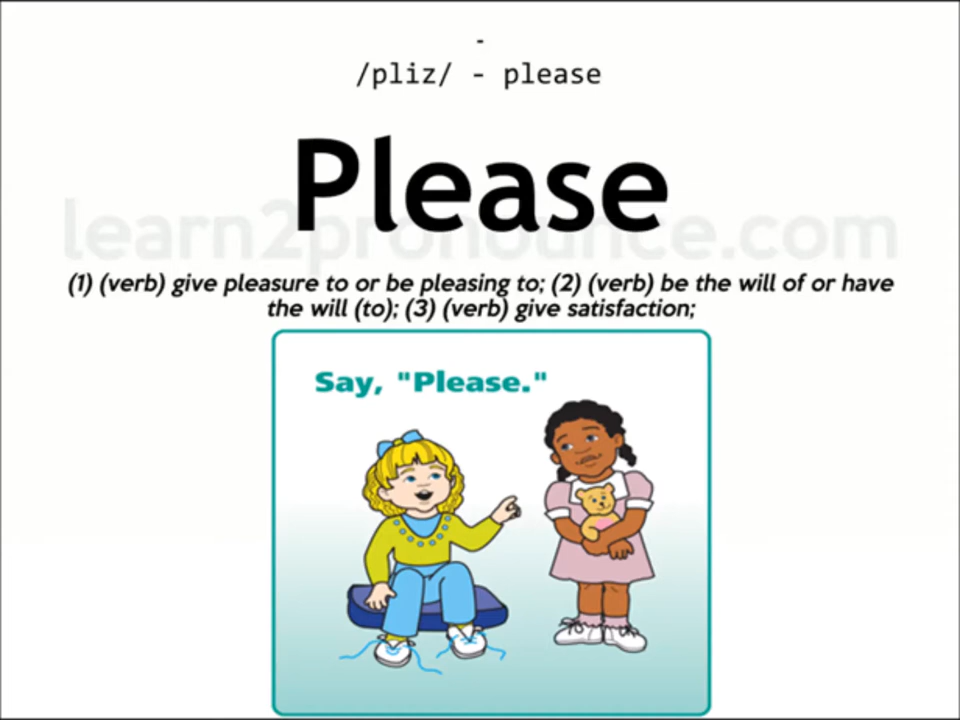 -
/pliz/ - please
Please
learn2pronounce.com
(1) (verb) give pleasure to or be pleasing to; (2) (verb) be the will of or have
the will (to); (3) (verb) give satisfaction;
Say, "Please."